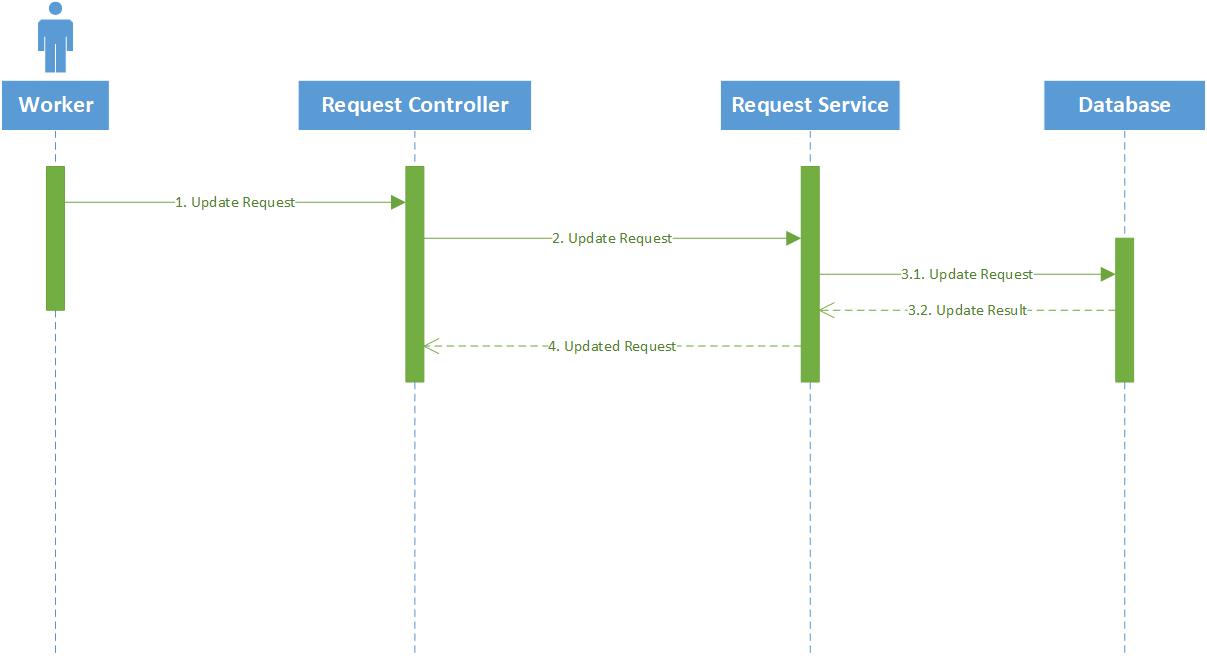 Worker
Request Controller
Request Service
Database
1. Update Request
2. Update Request
3.1. Update Request
3.2. Update Result
4. Updated Request